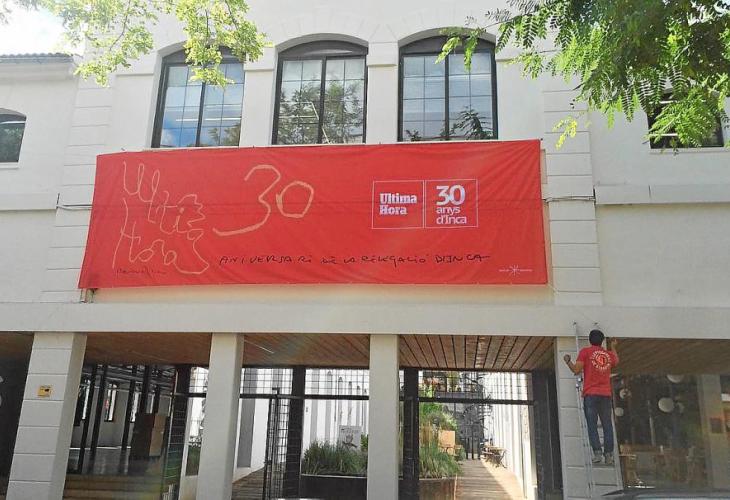 Ultima
Hora
30
Ultima
Hora
30
anys
d'Inca
ANIVERSARi DE LA DELEGACIÓ D'INCA